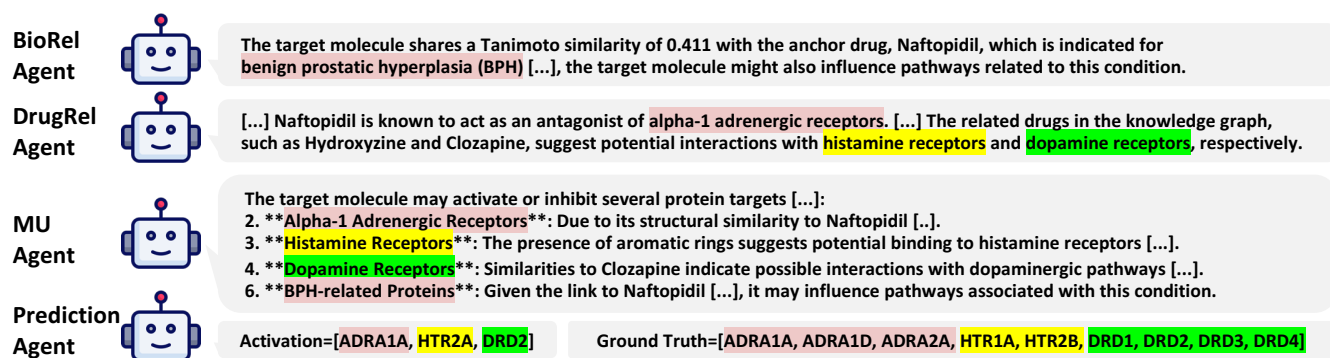 BioRel
Agent
The target molecule shares a Tanimoto similarity of 0.411 with the anchor drug, Naftopidil, which is indicated for
benign prostatic hyperplasia (BPH) [...], the target molecule might also influence pathways related to this condition.
DrugRel
Agent
[...] Naftopidil is known to act as an antagonist of alpha-1 adrenergic receptors. [...] The related drugs in the knowledge graph,
such as Hydroxyzine and Clozapine, suggest potential interactions with histamine receptors and dopamine receptors, respectively.
MU
Agent
The target molecule may activate or inhibit several protein targets [...]:
2. **Alpha-1 Adrenergic Receptors**: Due to its structural similarity to Naftopidil [..].
3. **Histamine Receptors**: The presence of aromatic rings suggests potential binding to histamine receptors [...].
4. **Dopamine Receptors**: Similarities to Clozapine indicate possible interactions with dopaminergic pathways [...].
6. **BPH-related Proteins**: Given the link to Naftopidil [...], it may influence pathways associated with this condition.
Prediction
Agent
Activation=[ADRA1A, HTR2A, DRD2]
Ground Truth=[ADRA1A, ADRA1D, ADRA2A, HTR1A, HTR2B, DRD1, DRD2, DRD3, DRD4]